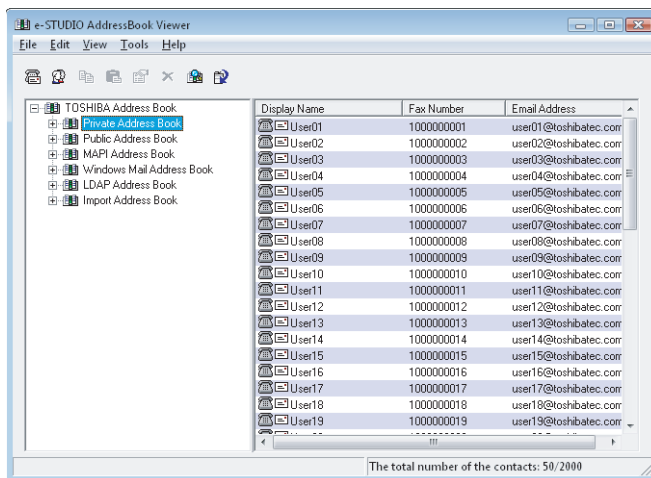 e-STUDIO AddressBook Viewer
File Edit View Tools Help
TOSHIBA Address Book
Private Address Book
Public Address Book
MAPI Address Book
Windows Mail Address Book
LDAP Address Book
Import Address Book
Display Name Fax Number Email Address
User01 1000000001 user01@toshibatec.com
User02 1000000002 user02@toshibatec.com
User03 1000000003 user03@toshibatec.com
User04 1000000004 user04@toshibatec.com
User05 1000000005 user05@toshibatec.com
User06 1000000006 user06@toshibatec.com
User07 1000000007 user07@toshibatec.com
User08 1000000008 user08@toshibatec.com
User09 1000000009 user09@toshibatec.com
User10 1000000010 user10@toshibatec.com
User11 1000000011 user11@toshibatec.com
User12 1000000012 user12@toshibatec.com
User13 1000000013 user13@toshibatec.com
User14 1000000014 user14@toshibatec.com
User15 1000000015 user15@toshibatec.com
User16 1000000016 user16@toshibatec.com
User17 1000000017 user17@toshibatec.com
User18 1000000018 user18@toshibatec.com
User19 1000000019 user19@toshibatec.com
The total number of the contacts: 50/2000